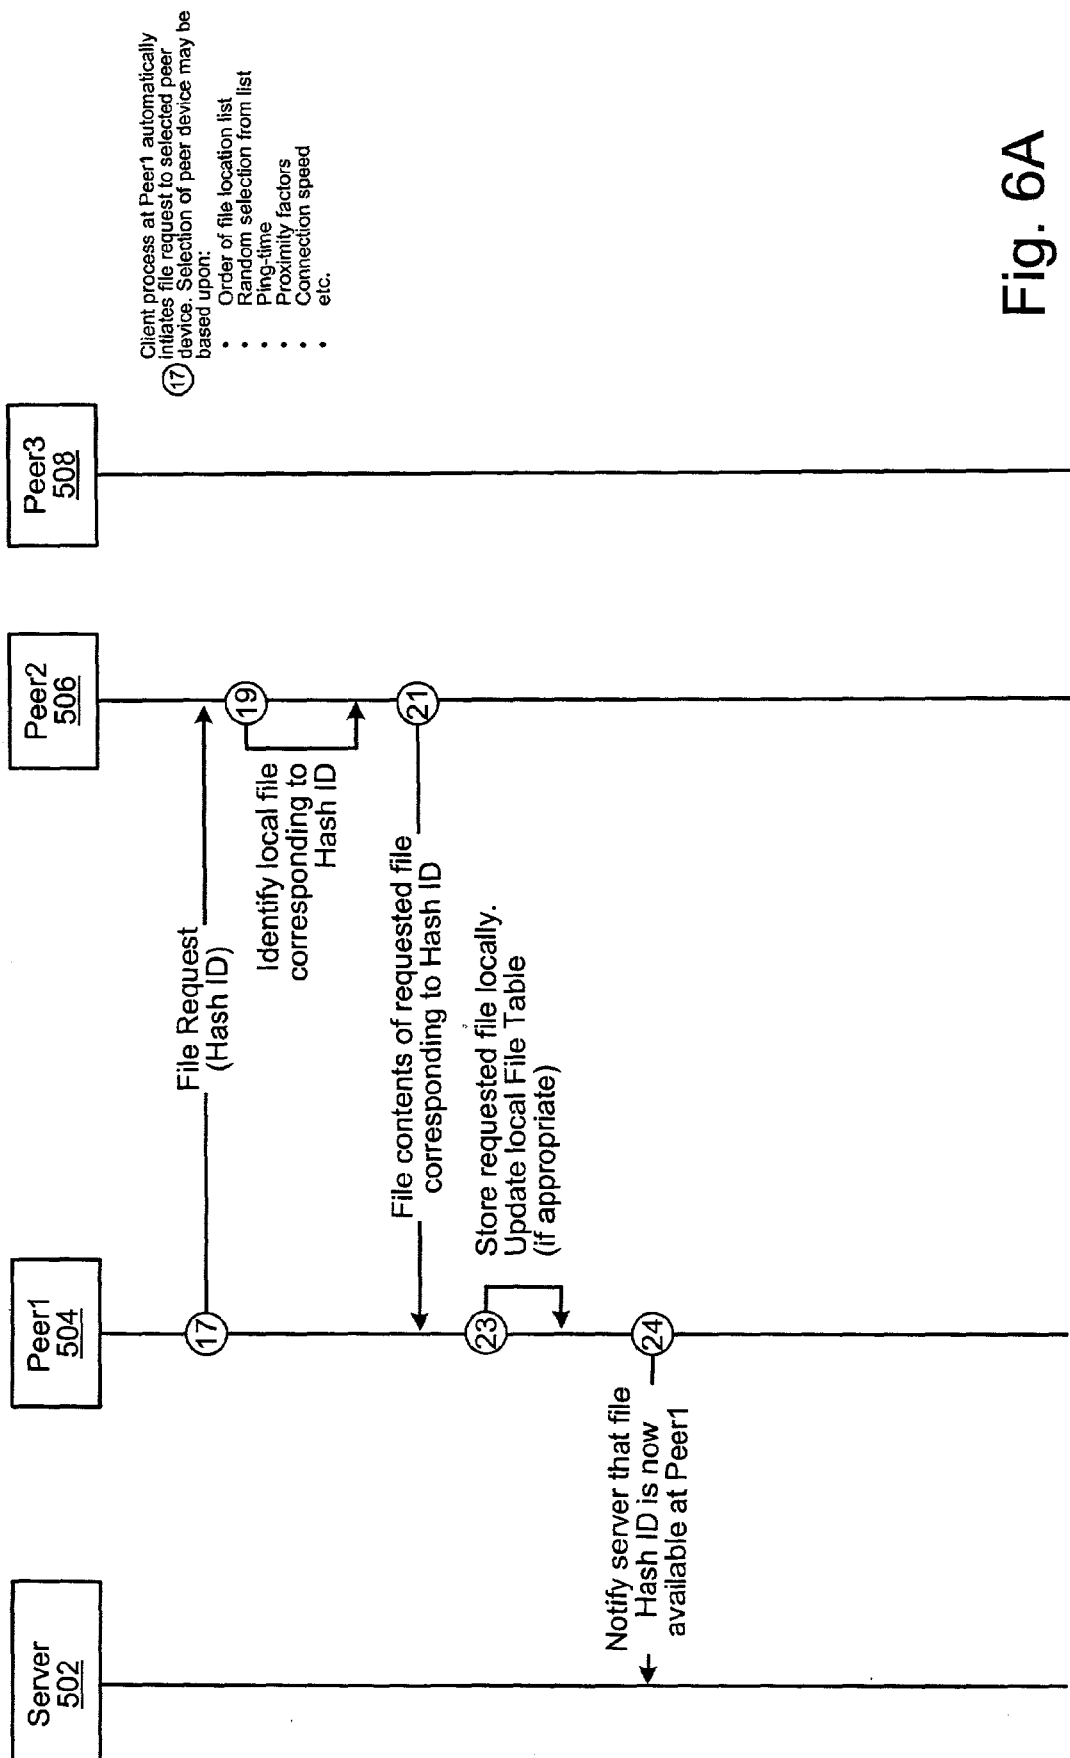 Server
502
Peer1
504
Peer2
506
Peer3
508
17
File Request
(Hash ID)
19
Identify local file
corresponding to
Hash ID
21
File contents of requested file
corresponding to Hash ID
23
Store requested file locally.
Update local File Table
(if appropriate)
24
Notify server that file
Hash ID is now
available at Peer1
17
Client process at Peer1 automatically
intiates file request to selected peer
device. Selection of peer device may be
based upon:
• Order of file location list
• Random selection from list
• Ping-time
• Proximity factors
• Connection speed
• etc.
Fig. 6A